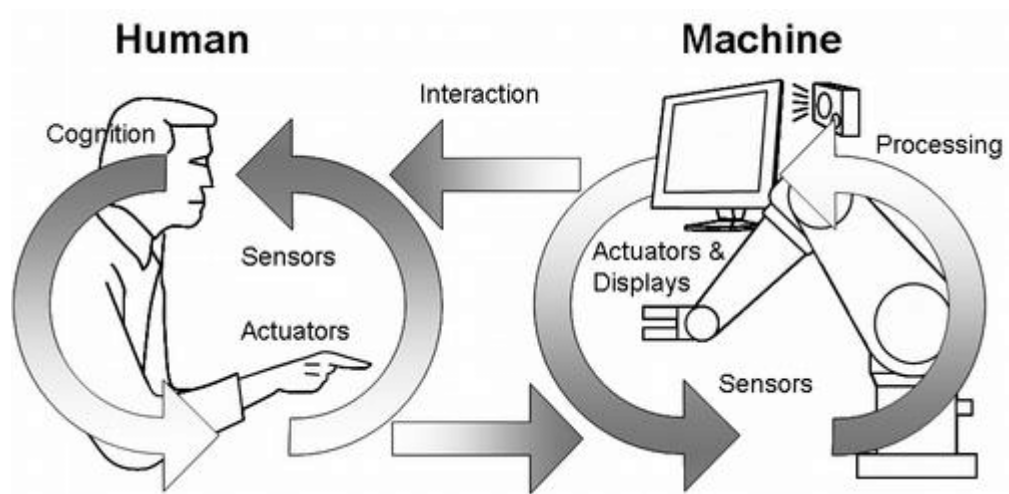 Human
Machine
Interaction
Cognition
Processing
Sensors
Actuators &
Displays
Actuators
Sensors